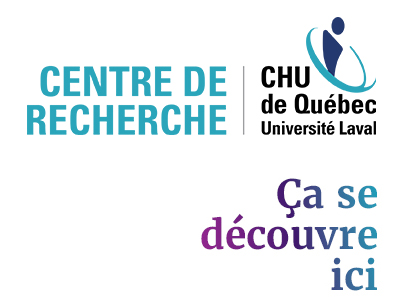 CENTRE DE
RECHERCHE
CHU
de Québec
Université Laval
Ça se
découvre
ici